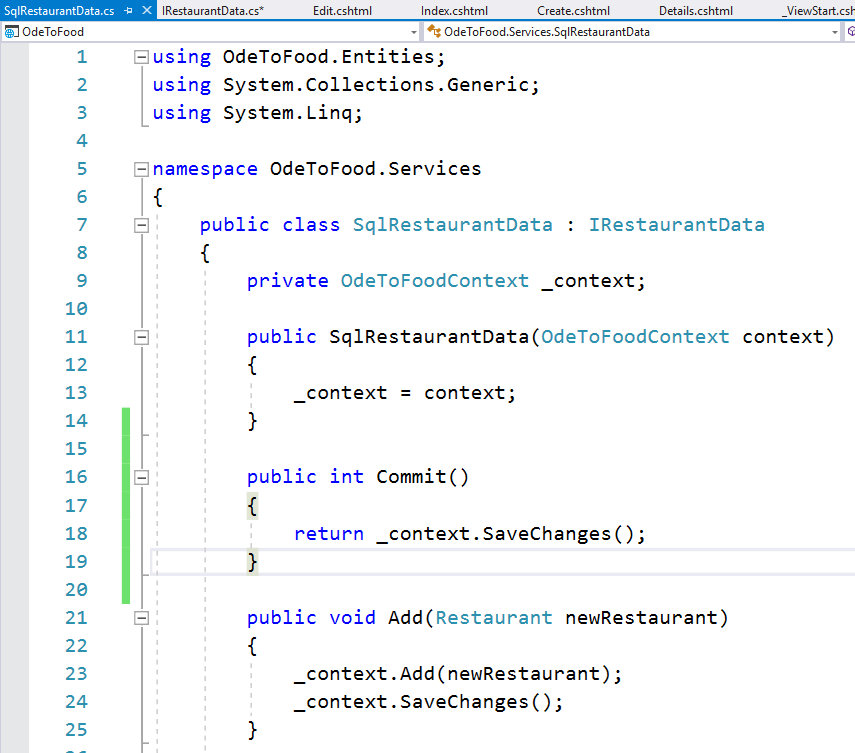 SqlRestaurantData.cs IRestaurantData.cs* Edit.cshtml Index.cshtml Create.cshtml Details.cshtml _ViewStart.csh
OdeToFood OdeToFood.Services.SqlRestaurantData
1 using OdeToFood.Entities;
2 using System.Collections.Generic;
3 using System.Linq;
4
5 namespace OdeToFood.Services
6 {
7 public class SqlRestaurantData : IRestaurantData
8 {
9 private OdeToFoodContext _context;
10
11 public SqlRestaurantData(OdeToFoodContext context)
12 {
13 _context = context;
14 }
15
16 public int Commit()
17 {
18 return _context.SaveChanges();
19 }
20
21 public void Add(Restaurant newRestaurant)
22 {
23 _context.Add(newRestaurant);
24 _context.SaveChanges();
25 }